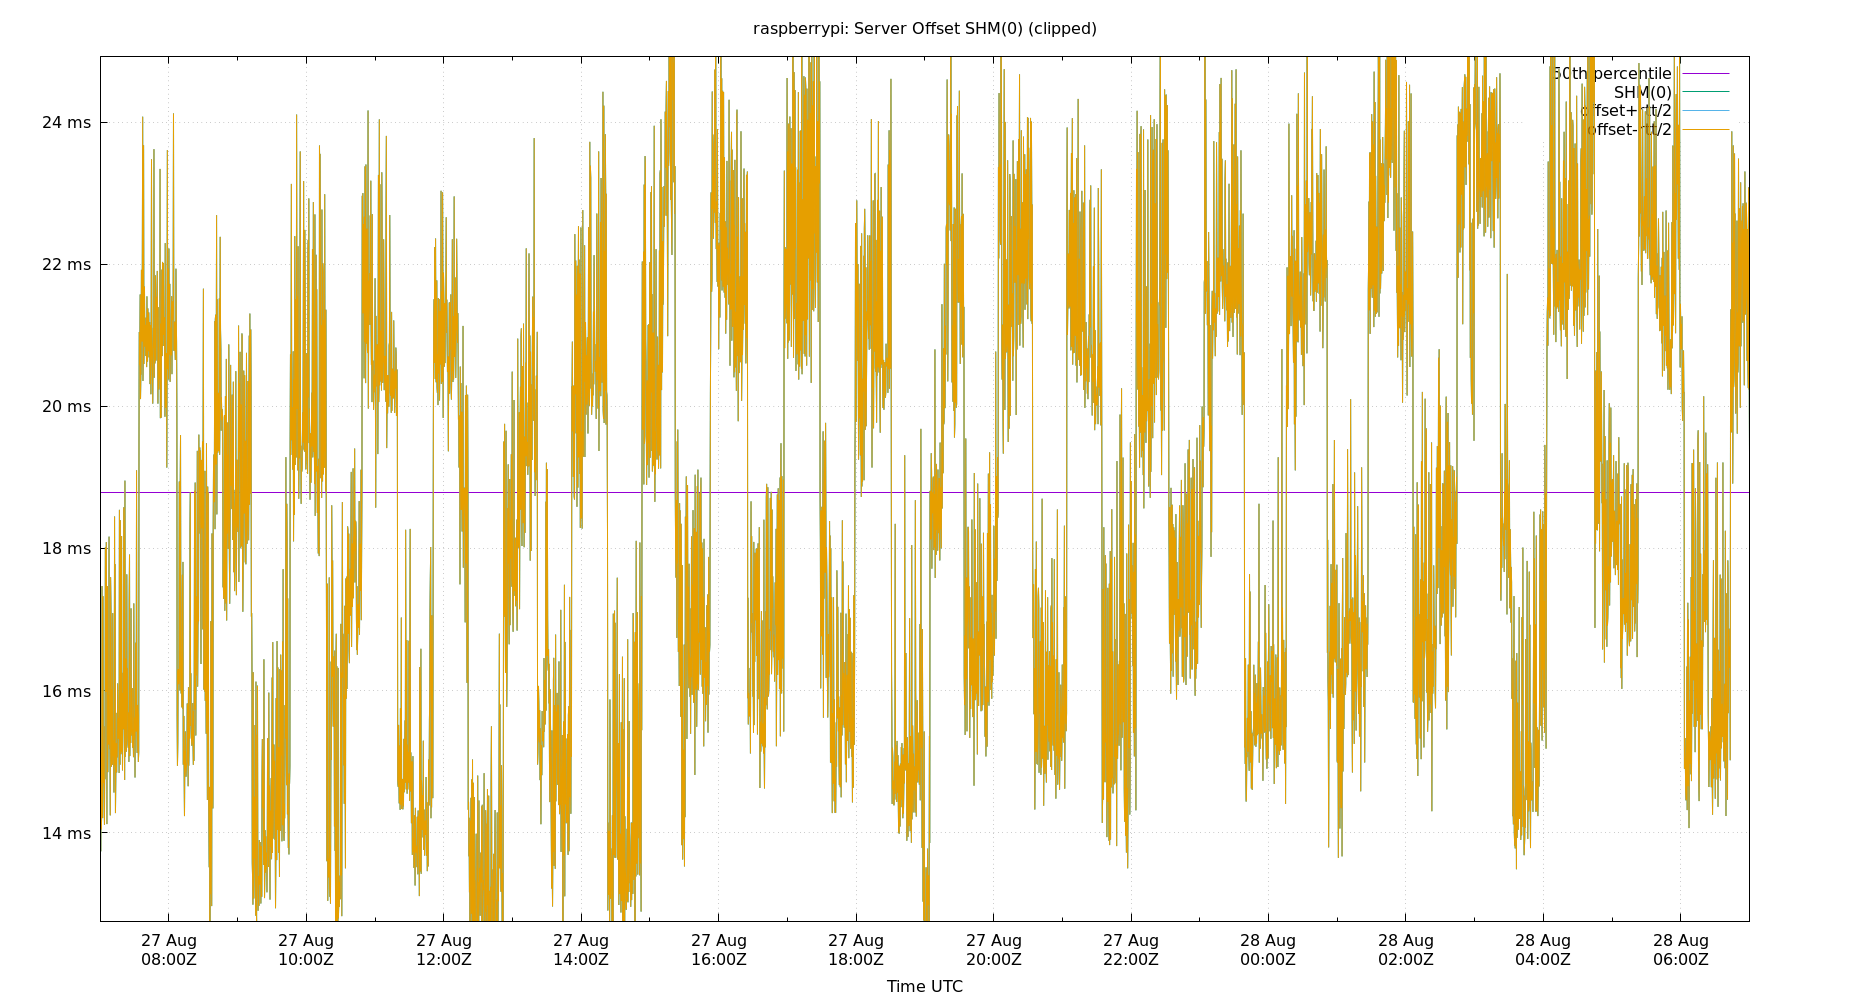 raspberrypi: Server Offset SHM(0) (clipped)
50th percentile
SHM(0)
offset+rtt/2
offset-rtt/2
24 ms
22 ms
20 ms
18 ms
16 ms
14 ms
27 Aug 27 Aug 27 Aug 27 Aug 27 Aug 27 Aug 27 Aug 27 Aug 28 Aug 28 Aug 28 Aug 28 Aug
08:00Z 10:00Z 12:00Z 14:00Z 16:00Z 18:00Z 20:00Z 22:00Z 00:00Z 02:00Z 04:00Z 06:00Z
Time UTC